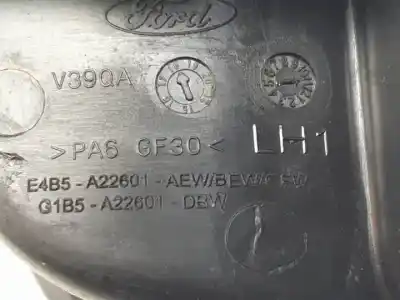 Ford
V39QA
>PA6 GF30< LH1
E4B5-A22601-AEW/BEW/
G1B5-A22601-DBW